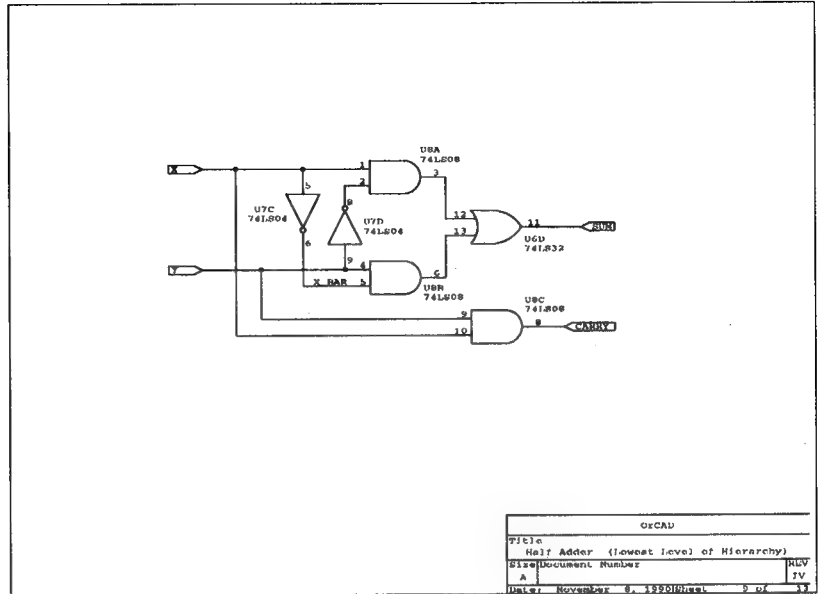 U8A
74LS08
X
1
3
2
5
8
U7C
74LS04
U7D
74LS04
12
11
SUM
13
U6D
74LS32
6
9
Y
4
6
X_BAR
5
U8B
74LS08
U8C
74LS08
9
8
CARRY
10
OrCAD
Title
Half Adder (Lowest Level of Hierarchy)
Size Document Number
REV
A
IV
Date: November 8, 1990 Sheet 9 of 13